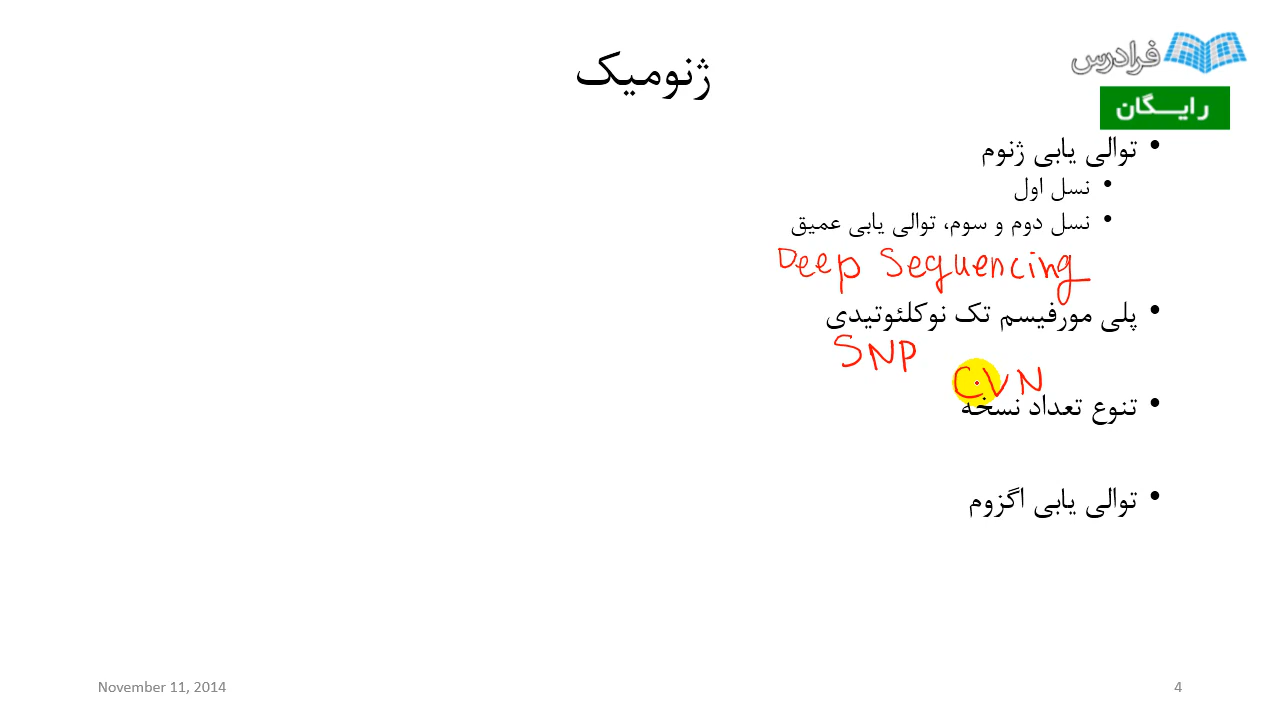 ژنومیک
فرادرس
رایگان
• توالی یابی ژنوم
• نسل اول
• نسل دوم و سوم، توالی یابی عمیق
Deep Sequencing
• پلی مورفیسم تک نوکلئوتیدی
SNP
CVN
• تنوع تعداد نسخه
• توالی یابی اگزوم
November 11, 2014
4